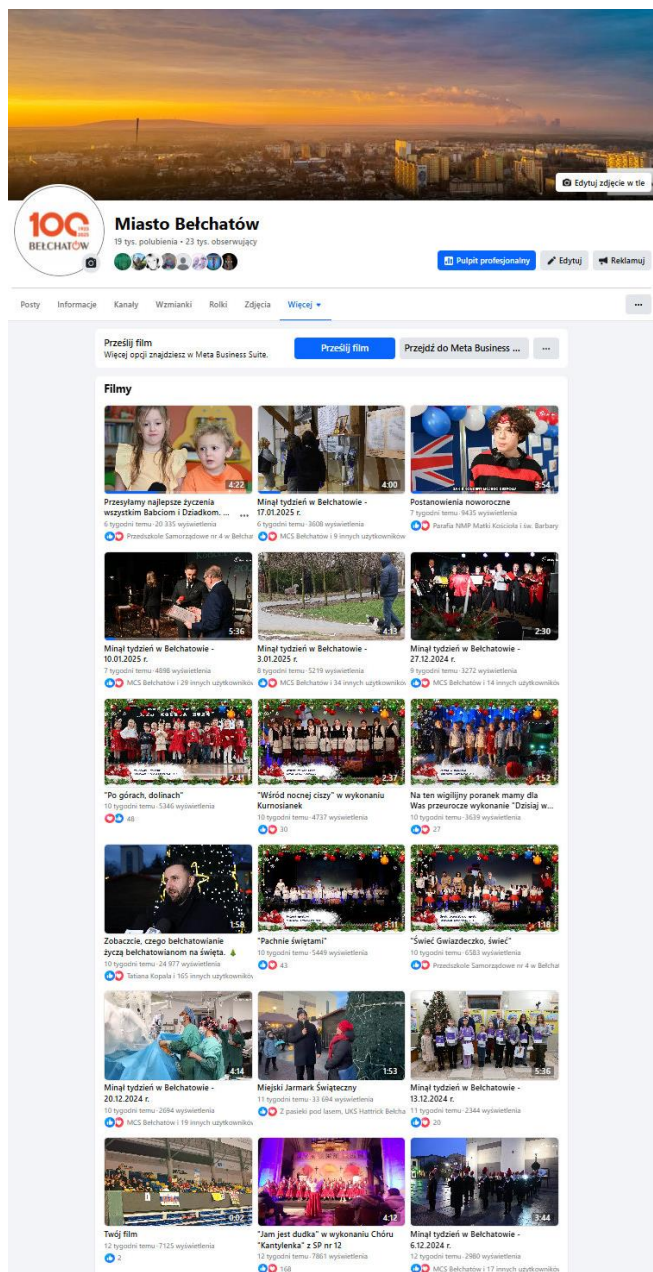 Edytuj zdjęcie w tle
100
BEŁCHATÓW
Miasto Bełchatów
19 tys. polubienia • 23 tys. obserwujący
Pulpit profesjonalny
Edytuj
Reklamuj
Posty
Informacje
Kanały
Wzmianki
Rolki
Zdjęcia
Więcej
Prześlij film
Więcej opcji znajdziesz w Meta Business Suite.
Prześlij film
Przejdź do Meta Business ...
Filmy
4:22
4:00
3:54
Przesyłamy najlepsze życzenia
wszystkim Babciom i Dziadkom. ...
6 tygodni temu · 20 335 wyświetlenia
Przedszkole Samorządowe nr 4 w Bełchat
Minął tydzień w Bełchatowie -
17.01.2025 r.
6 tygodni temu · 3608 wyświetlenia
MCS Bełchatów i 9 innych użytkowników
Postanowienia noworoczne
7 tygodni temu · 9435 wyświetlenia
Parafia NMP Matki Kościoła i św. Barbary
5:36
4:13
2:30
Minął tydzień w Bełchatowie -
10.01.2025 r.
7 tygodni temu · 4898 wyświetlenia
MCS Bełchatów i 29 innych użytkowników
Minął tydzień w Bełchatowie -
3.01.2025 r.
8 tygodni temu · 5219 wyświetlenia
MCS Bełchatów i 34 innych użytkowników
Minął tydzień w Bełchatowie -
27.12.2024 r.
9 tygodni temu · 3272 wyświetlenia
MCS Bełchatów i 14 innych użytkowników
2:41
2:37
1:52
"Po górach, dolinach"
10 tygodni temu · 5346 wyświetlenia
48
"Wśród nocnej ciszy" w wykonaniu
Kurnosianek
10 tygodni temu · 4737 wyświetlenia
30
Na ten wigilijny poranek mamy dla
Was przeurocze wykonanie "Dzisiaj w...
10 tygodni temu · 3639 wyświetlenia
27
1:58
3:11
1:18
Zobaczcie, czego bełchatowianie
życzą bełchatowianom na święta.
10 tygodni temu · 24 977 wyświetlenia
Tatiana Kopala i 165 innych użytkowników
"Pachnie świętami"
10 tygodni temu · 5449 wyświetlenia
43
"Świeć Gwiazdeczko, świeć"
10 tygodni temu · 6583 wyświetlenia
Przedszkole Samorządowe nr 4 w Bełchat
4:14
1:53
5:36
Minął tydzień w Bełchatowie -
20.12.2024 r.
10 tygodni temu · 2694 wyświetlenia
MCS Bełchatów i 19 innych użytkowników
Miejski Jarmark Świąteczny
11 tygodni temu · 33 694 wyświetlenia
Z pasieki pod lasem, UKS Hattrick Bełcha
Minął tydzień w Bełchatowie -
13.12.2024 r.
11 tygodni temu · 2344 wyświetlenia
20
0:02
4:12
3:44
Twój film
12 tygodni temu · 7125 wyświetlenia
2
"Jam jest dudka" w wykonaniu Chóru
"Kantylenka" z SP nr 12
12 tygodni temu · 7861 wyświetlenia
168
Minął tydzień w Bełchatowie -
6.12.2024 r.
12 tygodni temu · 2980 wyświetlenia
MCS Bełchatów i 17 innych użytkowników